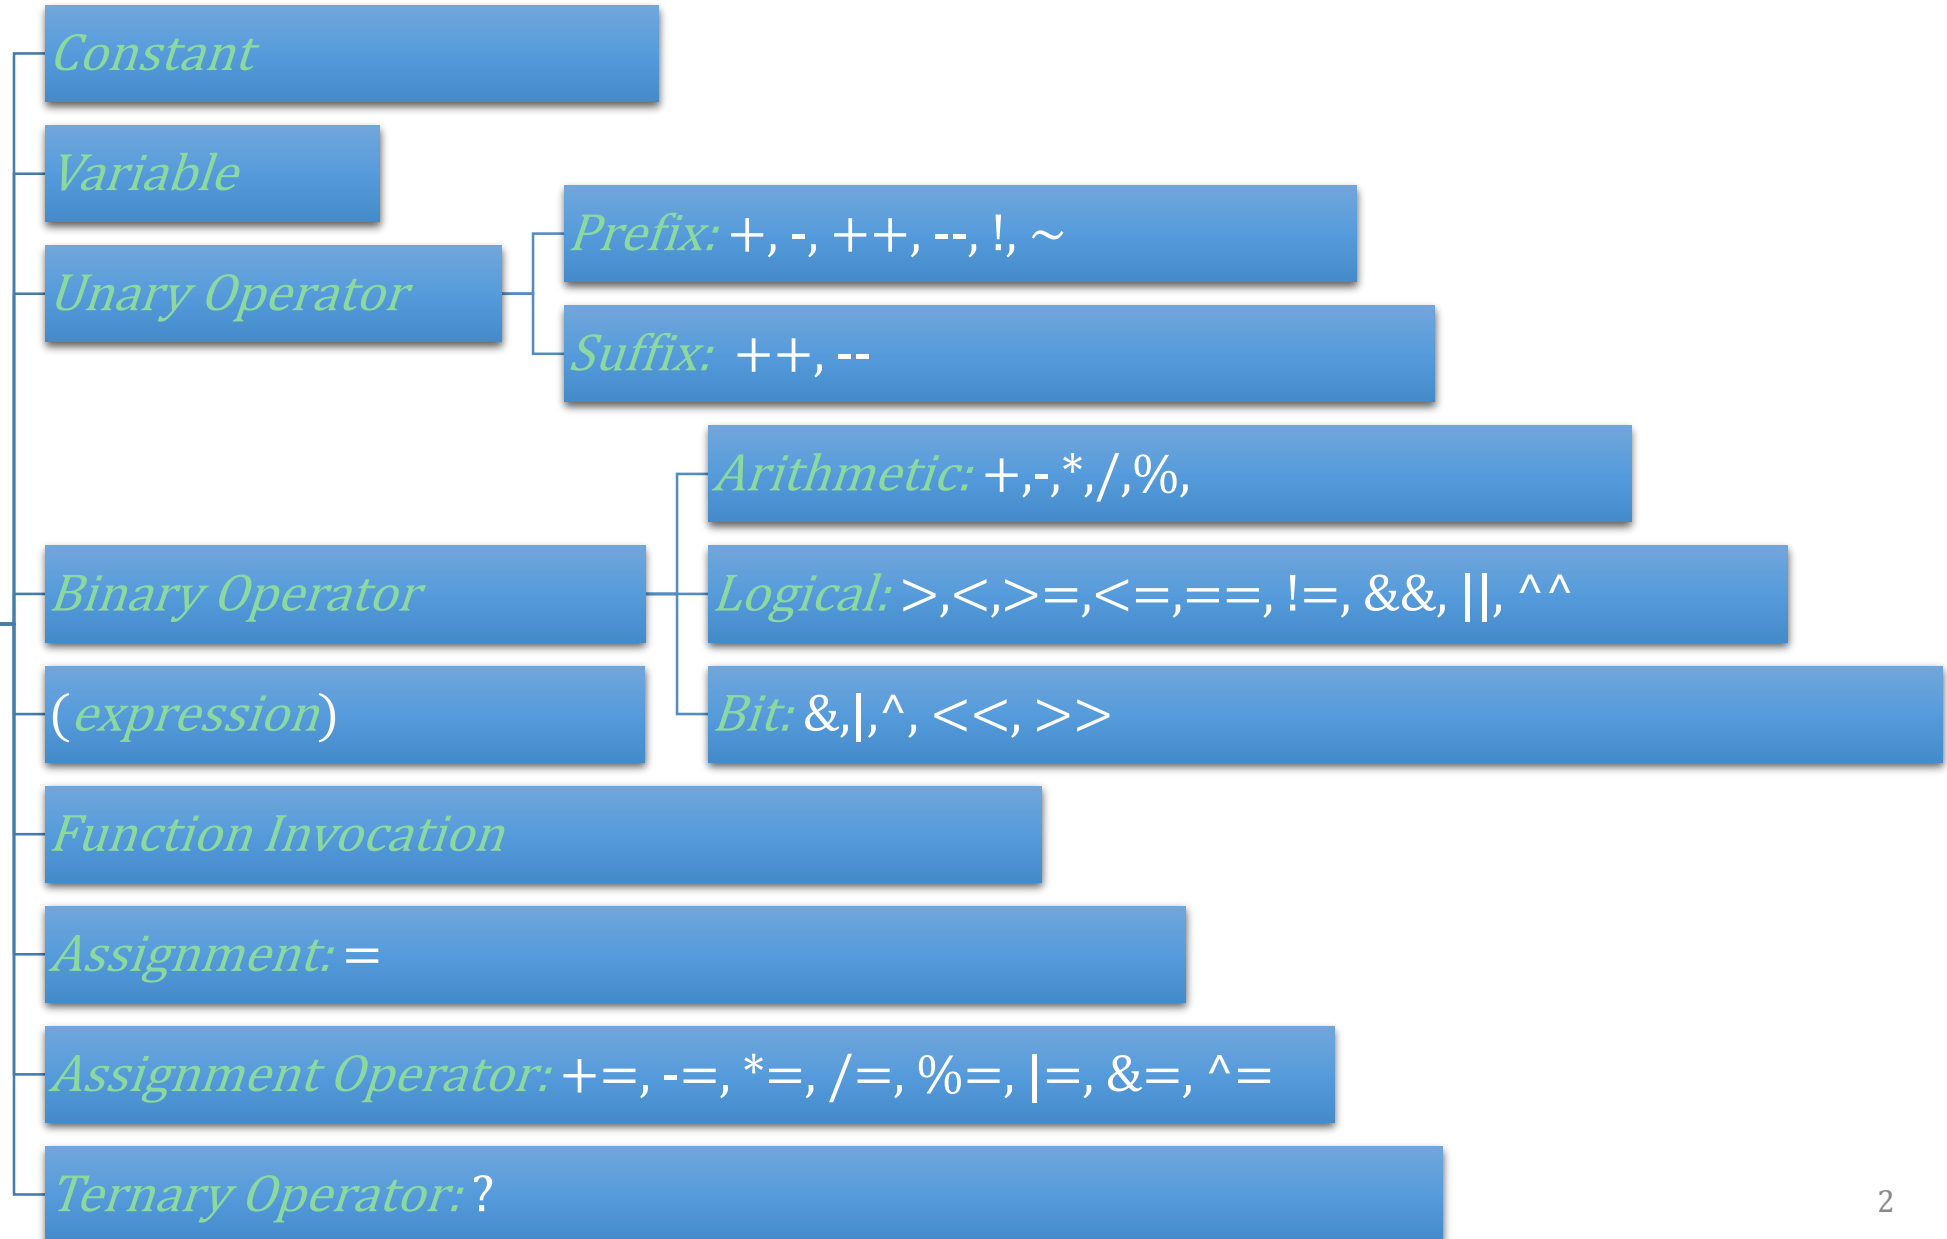 Constant
Variable
Unary Operator
Prefix: +, -, ++, --, !, ~
Suffix: ++, --
Binary Operator
Arithmetic: +,-,*,/,%,
Logical: >,<,>=,<=,==, !=, &&, ||, ^^
Bit: &,|,^, <<, >>
(expression)
Function Invocation
Assignment: =
Assignment Operator: +=, -=, *=, /=, %=, |=, &=, ^=
Ternary Operator: ?
2